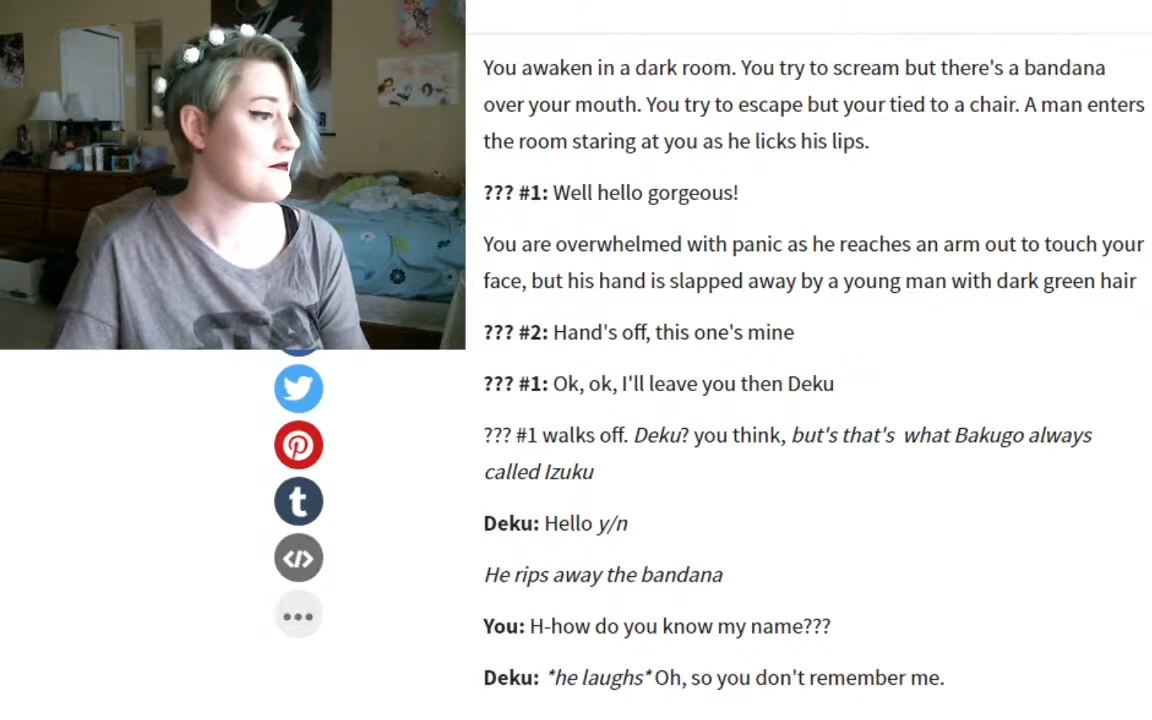 You awaken in a dark room. You try to scream but there's a bandana
over your mouth. You try to escape but your tied to a chair. A man enters
the room staring at you as he licks his lips.
??? #1: Well hello gorgeous!
You are overwhelmed with panic as he reaches an arm out to touch your
face, but his hand is slapped away by a young man with dark green hair
??? #2: Hand's off, this one's mine
??? #1: Ok, ok, I'll leave you then Deku
??? #1 walks off. Deku? you think, but's that's what Bakugo always
called Izuku
Deku: Hello y/n
He rips away the bandana
You: H-how do you know my name???
Deku: *he laughs* Oh, so you don't remember me.